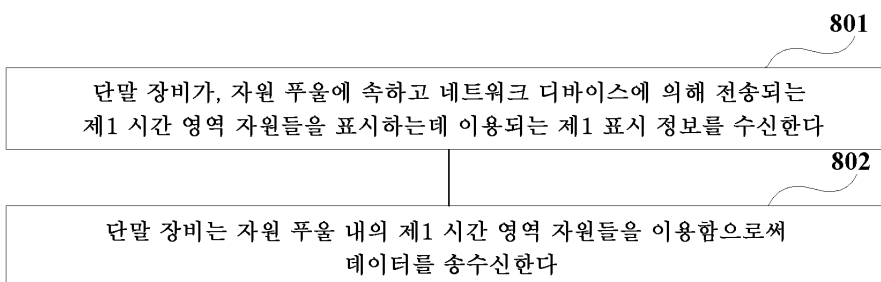 801
단말 장비가, 자원 푸울에 속하고 네트워크 디바이스에 의해 전송되는
제1 시간 영역 자원들을 표시하는데 이용되는 제1 표시 정보를 수신한다
802
단말 장비는 자원 푸울 내의 제1 시간 영역 자원들을 이용함으로써
데이터를 송수신한다